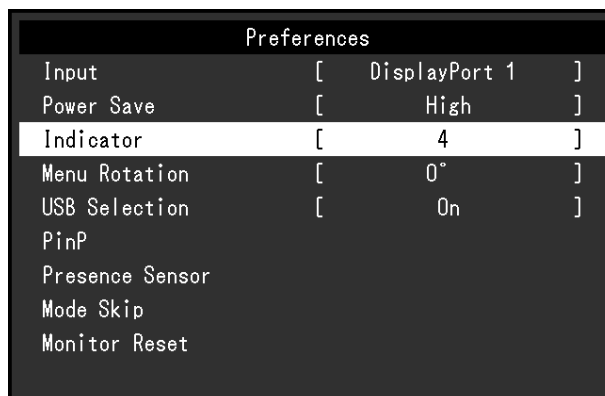 Preferences
Input [ DisplayPort 1 ]
Power Save [ High ]
Indicator [ 4 ]
Menu Rotation [ 0° ]
USB Selection [ On ]
PinP
Presence Sensor
Mode Skip
Monitor Reset